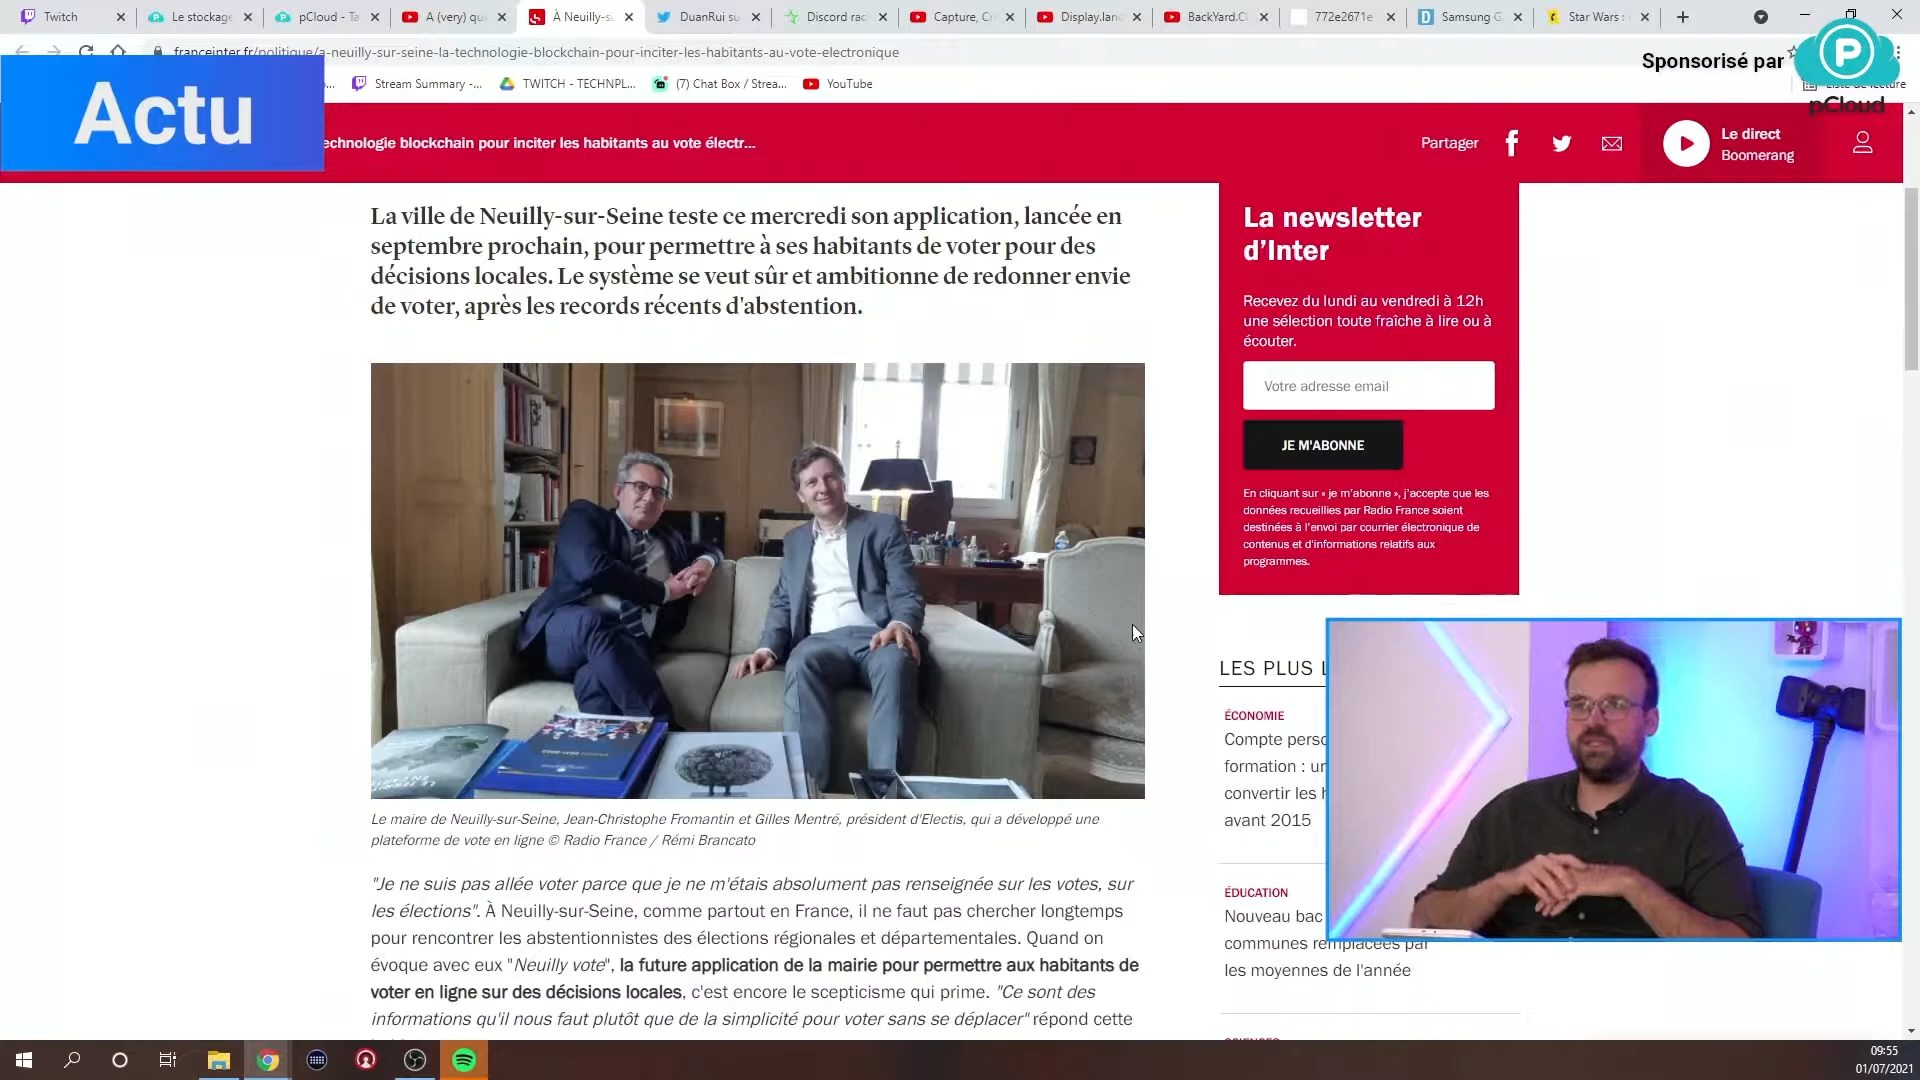 Twitch
Le stockage
pCloud - Ta
A (very) qu
À Neuilly-s
DuanRui su
Discord rac
Capture, Cr
Display.lan
BackYard.C
772e2671e
Samsung G
Star Wars :
franceinter.fr/politique/a-neuilly-sur-seine-la-technologie-blockchain-pour-inciter-les-habitants-au-vote-electronique
Sponsorisé par
P
pCloud
Stream Summary -...
TWITCH - TECHNPL...
(7) Chat Box / Strea...
YouTube
Liste de lecture
Actu
echnologie blockchain pour inciter les habitants au vote électr...
Partager
Le direct
Boomerang
La ville de Neuilly-sur-Seine teste ce mercredi son application, lancée en
septembre prochain, pour permettre à ses habitants de voter pour des
décisions locales. Le système se veut sûr et ambitionne de redonner envie
de voter, après les records récents d'abstention.
La newsletter
d'Inter
Recevez du lundi au vendredi à 12h
une sélection toute fraîche à lire ou à
écouter.
Votre adresse email
JE M'ABONNE
En cliquant sur « je m'abonne », j'accepte que les
données recueillies par Radio France soient
destinées à l'envoi par courrier électronique de
contenus et d'informations relatifs aux
programmes.
Le maire de Neuilly-sur-Seine, Jean-Christophe Fromantin et Gilles Mentré, président d'Electis, qui a développé une
plateforme de vote en ligne © Radio France / Rémi Brancato
"Je ne suis pas allée voter parce que je ne m'étais absolument pas renseignée sur les votes, sur
les élections". À Neuilly-sur-Seine, comme partout en France, il ne faut pas chercher longtemps
pour rencontrer les abstentionnistes des élections régionales et départementales. Quand on
évoque avec eux "Neuilly vote", la future application de la mairie pour permettre aux habitants de
voter en ligne sur des décisions locales, c'est encore le scepticisme qui prime. "Ce sont des
informations qu'il nous faut plutôt que de la simplicité pour voter sans se déplacer" répond cette
LES PLUS L
ÉCONOMIE
Compte perso
formation : un
convertir les h
avant 2015
ÉDUCATION
Nouveau bac
communes remplacées par
les moyennes de l'année
SCIENCES
09:55
01/07/2021